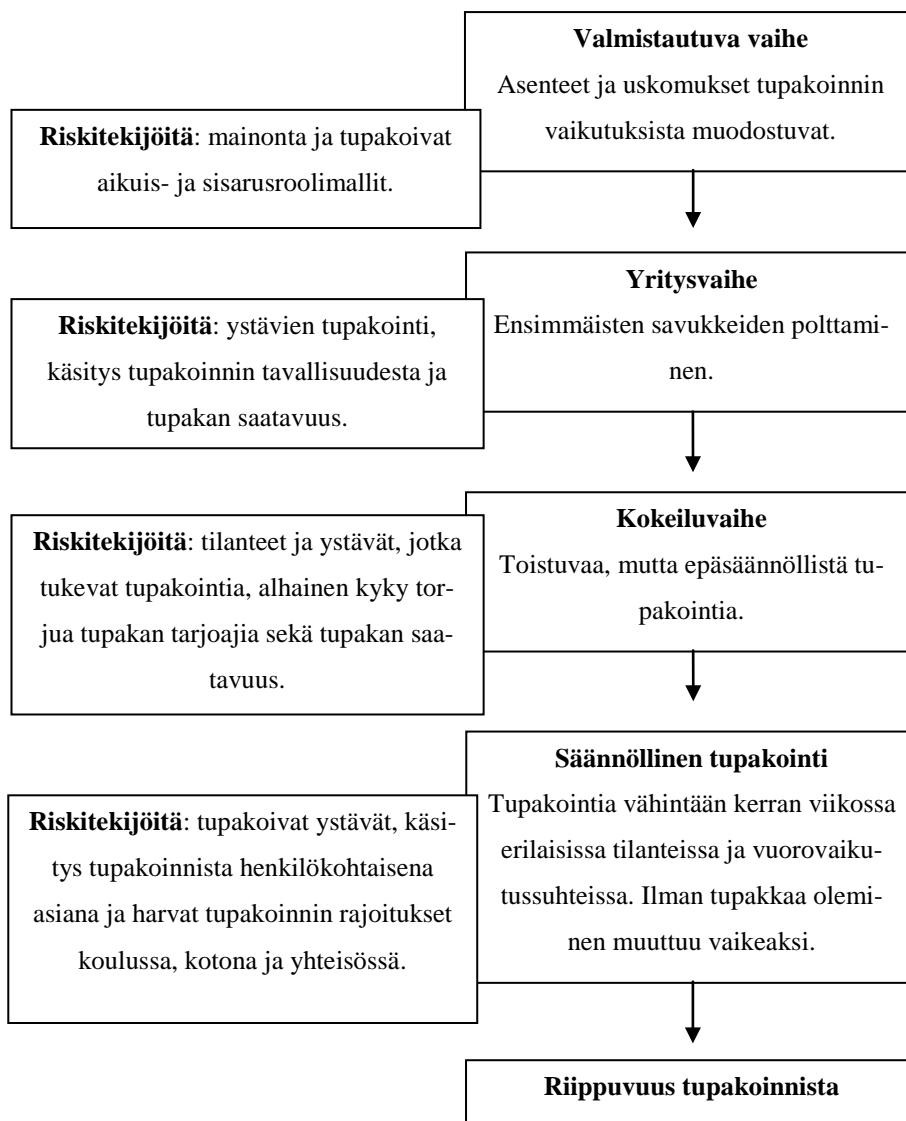 Valmistautuva vaihe
Asenteet ja uskomukset tupakoinnin
vaikutuksista muodostuvat.
Riskitekijöitä: mainonta ja tupakoivat
aikuis- ja sisarusroolimallit.
Yritysvaihe
Ensimmäisten savukkeiden polttami-
nen.
Riskitekijöitä: ystävien tupakointi,
käsitys tupakoinnin tavallisuudesta ja
tupakan saatavuus.
Kokeiluvaihe
Toistuvaa, mutta epäsäännöllistä tu-
pakointia.
Riskitekijöitä: tilanteet ja ystävät, jotka
tukevat tupakointia, alhainen kyky tor-
jua tupakan tarjoajia sekä tupakan saa-
tavuus.
Säännöllinen tupakointi
Tupakointia vähintään kerran viikossa
erilaisissa tilanteissa ja vuorovaiku-
tussuhteissa. Ilman tupakkaa olemi-
nen muuttuu vaikeaksi.
Riskitekijöitä: tupakoivat ystävät, käsi-
tys tupakoinnista henkilökohtaisena
asiana ja harvat tupakoinnin rajoitukset
koulussa, kotona ja yhteisössä.
Riippuvuus tupakoinnista